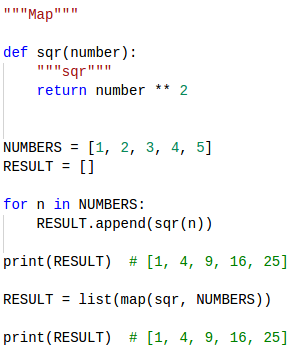 """Map"""

def sqr(number):
    """sqr"""
    return number ** 2


NUMBERS = [1, 2, 3, 4, 5]
RESULT = []

for n in NUMBERS:
    RESULT.append(sqr(n))

print(RESULT)  # [1, 4, 9, 16, 25]

RESULT = list(map(sqr, NUMBERS))

print(RESULT)  # [1, 4, 9, 16, 25]